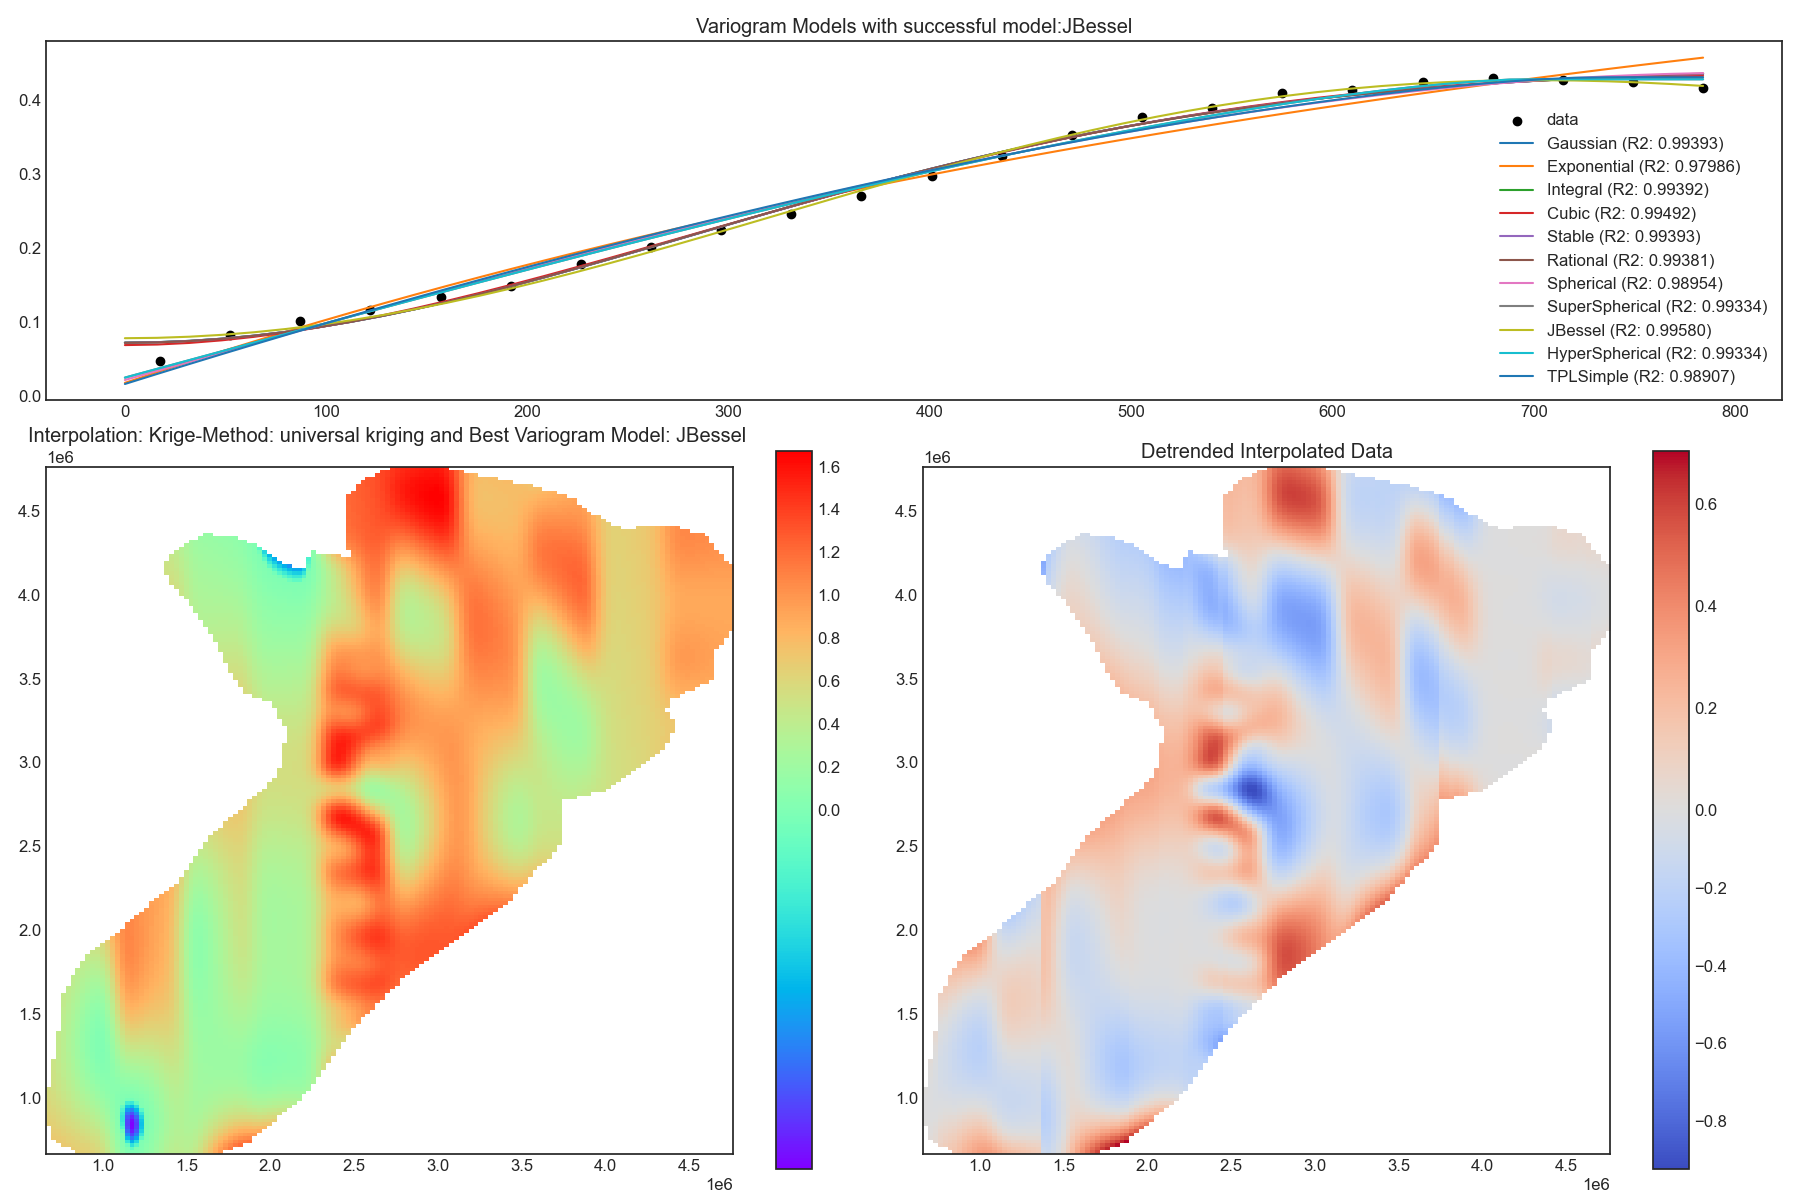 Variogram Models with successful model:JBessel
0.4
0.3
0.2
0.1
0.0
data
Gaussian (R2: 0.99393)
Exponential (R2: 0.97986)
Integral (R2: 0.99392)
Cubic (R2: 0.99492)
Stable (R2: 0.99393)
Rational (R2: 0.99381)
Spherical (R2: 0.98954)
SuperSpherical (R2: 0.99334)
JBessel (R2: 0.99580)
HyperSpherical (R2: 0.99334)
TPLSimple (R2: 0.98907)
0 100 200 300 400 500 600 700 800
Interpolation: Krige-Method: universal kriging and Best Variogram Model: JBessel
1e6
4.5
4.0
3.5
3.0
2.5
2.0
1.5
1.0
1.0 1.5 2.0 2.5 3.0 3.5 4.0 4.5
1e6
1.6
1.4
1.2
1.0
0.8
0.6
0.4
0.2
0.0
Detrended Interpolated Data
1e6
4.5
4.0
3.5
3.0
2.5
2.0
1.5
1.0
1.0 1.5 2.0 2.5 3.0 3.5 4.0 4.5
1e6
0.6
0.4
0.2
0.0
−0.2
−0.4
−0.6
−0.8